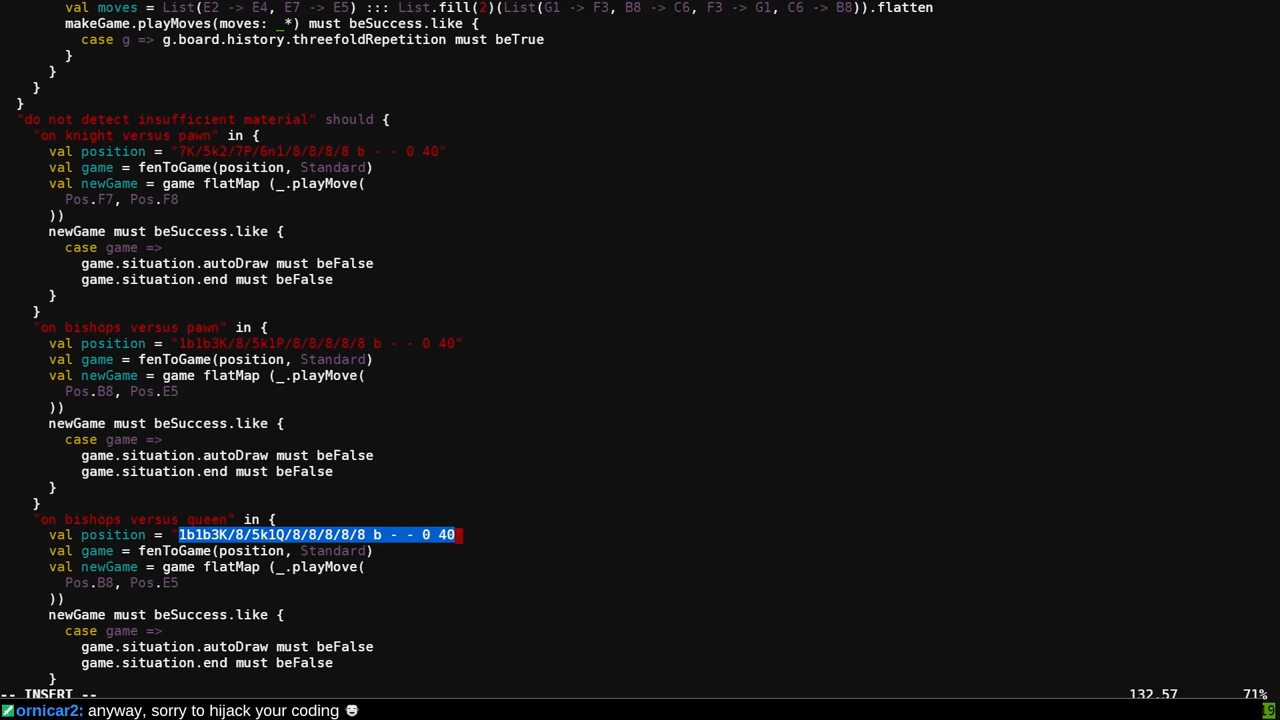 val moves = List(E2 -> E4, E7 -> E5) ::: List.fill(2)(List(G1 -> F3, B8 -> C6, F3 -> G1, C6 -> B8)).flatten
makeGame.playMoves(moves: _*) must beSuccess.like {
case g => g.board.history.threefoldRepetition must beTrue
}
}
}
}
"do not detect insufficient material" should {
"on knight versus pawn" in {
val position = "7K/5k2/7P/6n1/8/8/8/8 b - - 0 40"
val game = fenToGame(position, Standard)
val newGame = game flatMap (_.playMove(
Pos.F7, Pos.F8
))
newGame must beSuccess.like {
case game =>
game.situation.autoDraw must beFalse
game.situation.end must beFalse
}
}
"on bishops versus pawn" in {
val position = "1b1b3K/8/5k1P/8/8/8/8/8 b - - 0 40"
val game = fenToGame(position, Standard)
val newGame = game flatMap (_.playMove(
Pos.B8, Pos.E5
))
newGame must beSuccess.like {
case game =>
game.situation.autoDraw must beFalse
game.situation.end must beFalse
}
}
"on bishops versus queen" in {
val position = "1b1b3K/8/5k1Q/8/8/8/8/8 b - - 0 40"
val game = fenToGame(position, Standard)
val newGame = game flatMap (_.playMove(
Pos.B8, Pos.E5
))
newGame must beSuccess.like {
case game =>
game.situation.autoDraw must beFalse
game.situation.end must beFalse
}
-- INSERT -- 132,57 71%
ornicar2: anyway, sorry to hijack your coding